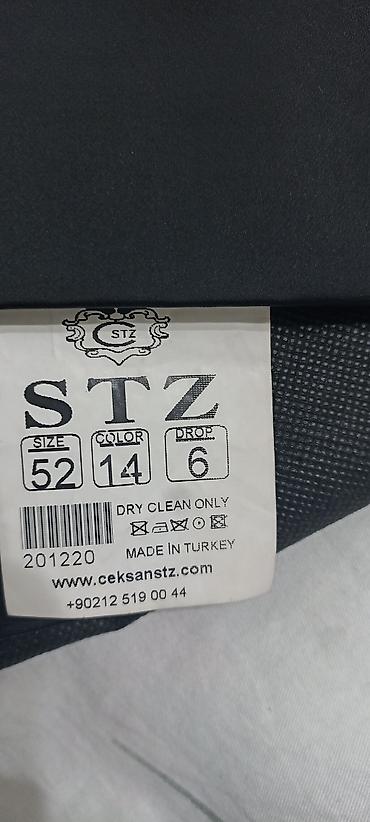 C STZ
STZ
SIZE COLOR DROP
52 14 6
DRY CLEAN ONLY
201220
MADE İN TURKEY
www.ceksanstz.com
+90212 519 00 44